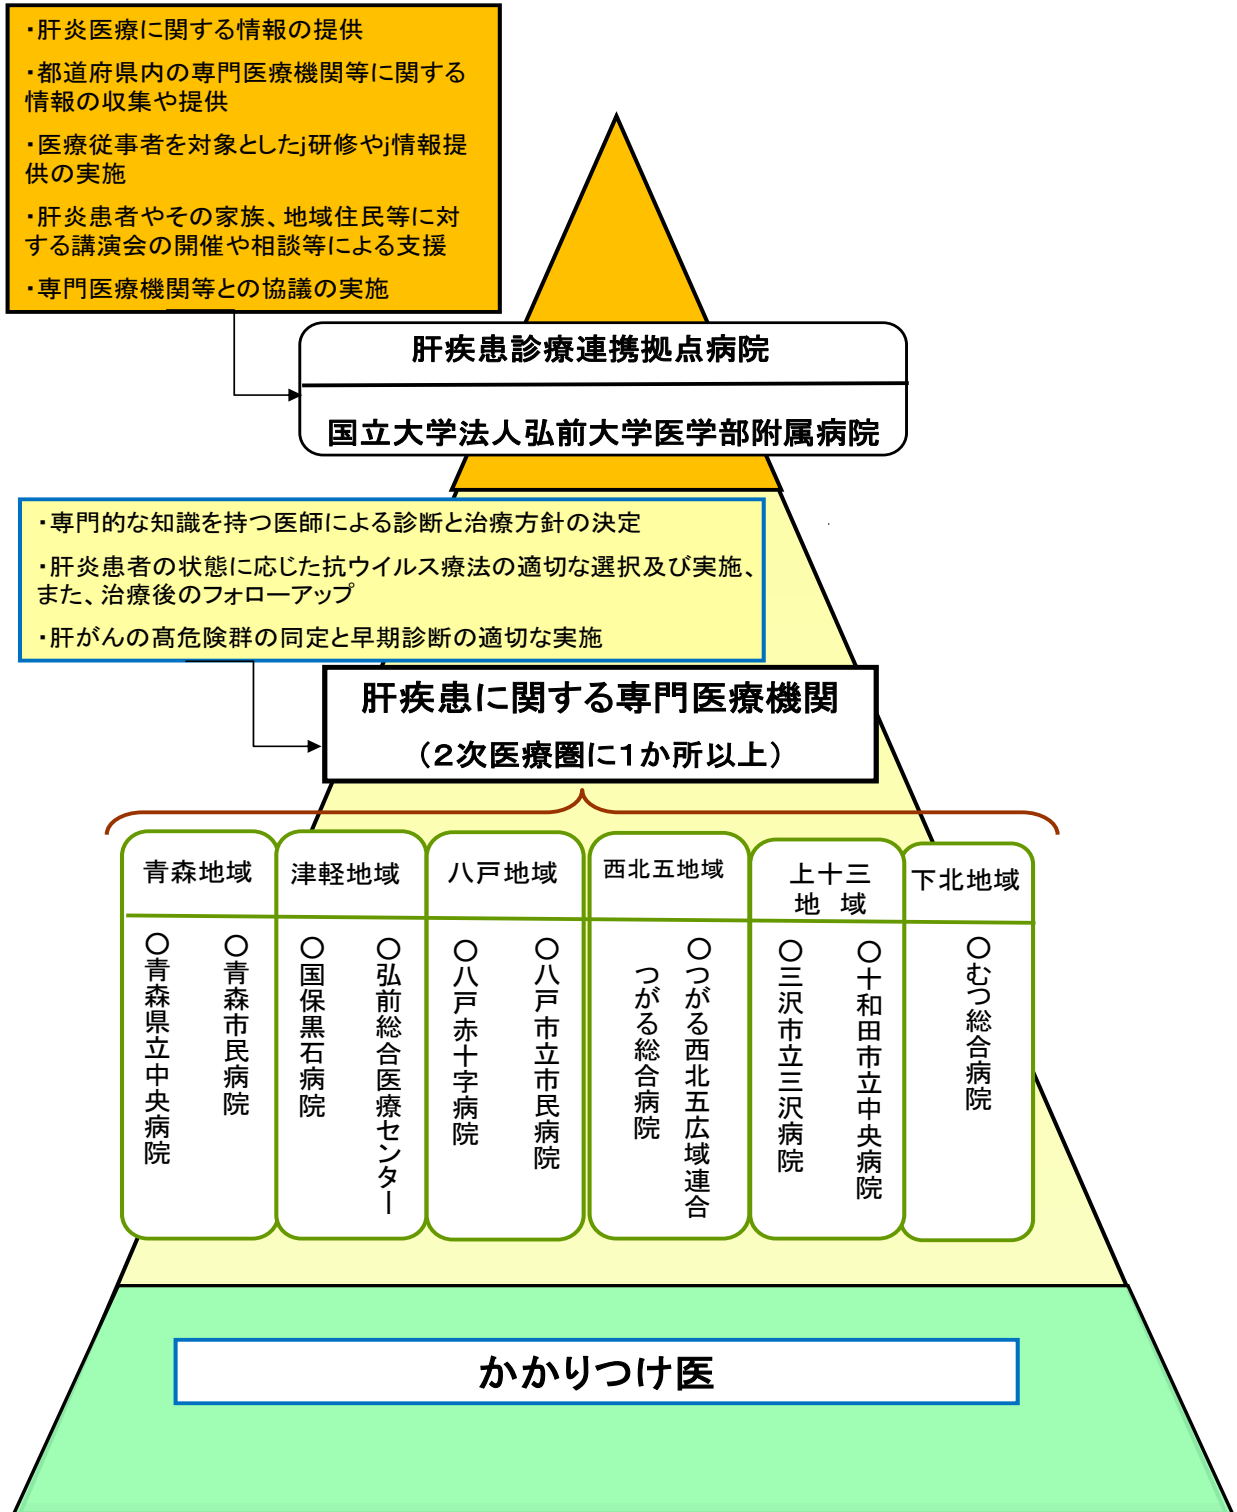 ・肝炎医療に関する情報の提供
・都道府県内の専門医療機関等に関する
情報の収集や提供
・医療従事者を対象としたj研修やj情報提
供の実施
・肝炎患者やその家族、地域住民等に対
する講演会の開催や相談等による支援
・専門医療機関等との協議の実施
肝疾患診療連携拠点病院
国立大学法人弘前大学医学部附属病院
・専門的な知識を持つ医師による診断と治療方針の決定
・肝炎患者の状態に応じた抗ウイルス療法の適切な選択及び実施、
また、治療後のフォローアップ
・肝がんの高危険群の同定と早期診断の適切な実施
肝疾患に関する専門医療機関
（２次医療圏に１か所以上）
青森地域
○青森市民病院
○青森県立中央病院
津軽地域
○弘前総合医療センター
○国保黒石病院
八戸地域
○八戸市立市民病院
○八戸赤十字病院
西北五地域
○つがる西北五広域連合
つがる総合病院
上十三
地　域
○十和田市立中央病院
○三沢市立三沢病院
下北地域
○むつ総合病院
かかりつけ医